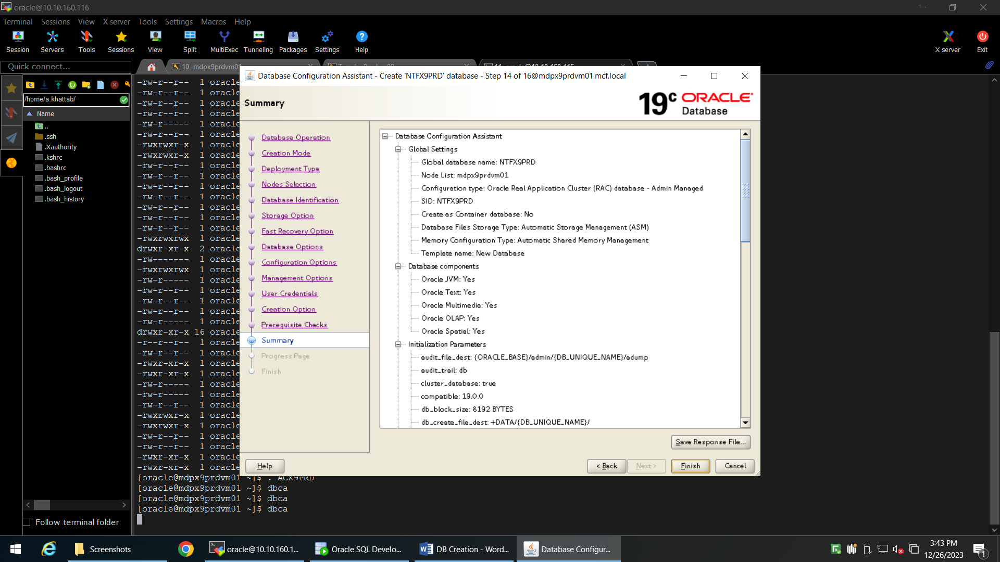 oracle@10.10.160.116
Terminal Sessions View X server Tools Settings Macros Help
Session Servers Tools Sessions View Split MultiExec Tunneling Packages Settings Help X server Exit
Quick connect...
10. mdpx9prdvm01
/home/a.khattab/
Name
..
.ssh
.Xauthority
.kshrc
.bashrc
.bash_profile
.bash_logout
.bash_history
Follow terminal folder
-rw-r--r-- 1 oracle
-rw-r--r-- 1 oracle
-rw-r--r-- 1 oracle
-rw-r--r-- 1 oracle
-rw-r----- 1 oracle
-rw-r--r-- 1 oracle
-rwxrwxr-x 1 oracle
-rwxrwxr-x 1 oracle
-rw-r--r-- 1 oracle
-rw-r--r-- 1 oracle
-rw-r--r-- 1 oracle
-rw-r--r-- 1 oracle
-rw-r--r-- 1 oracle
-rw-r--r-- 1 oracle
-rw-r--r-- 1 oracle
-rwxrwxrwx 1 oracle
drwxr-xr-x 2 oracle
-rw------- 1 oracle
-rwxrwxrwx 1 oracle
-rw-r----- 1 oracle
-rw-r--r-- 1 oracle
-rw-r--r-- 1 oracle
-rw-r--r-- 1 oracle
-rw-r----- 1 oracle
drwxr-xr-x 16 oracle
-r--r--r-- 1 oracle
-rw-r--r-- 1 oracle
-rwxr-xr-x 1 oracle
-rwxr-xr-x 1 oracle
-rw-r----- 1 oracle
-rw-r----- 1 oracle
-rw-r--r-- 1 oracle
-rwxrwxr-x 1 oracle
-rwxrwxr-x 1 oracle
-rw-r--r-- 1 oracle
-rw-r--r-- 1 oracle
-rwxr-xr-x 1 oracle
-rwxr-xr-x 1 oracle
[oracle@mdpx9prdvm01 ~]$ . ACX9PRD
[oracle@mdpx9prdvm01 ~]$ dbca
[oracle@mdpx9prdvm01 ~]$ dbca
[oracle@mdpx9prdvm01 ~]$ dbca
Database Configuration Assistant - Create 'NTFX9PRD' database - Step 14 of 16@mdpx9prdvm01.mcf.local
Summary
19c ORACLE
Database
Database Operation
Creation Mode
Deployment Type
Nodes Selection
Database Identification
Storage Option
Fast Recovery Option
Database Options
Configuration Options
Management Options
User Credentials
Creation Option
Prerequisite Checks
Summary
Progress Page
Finish
Database Configuration Assistant
Global Settings
Global database name: NTFX9PRD
Node List: mdpx9prdvm01
Configuration type: Oracle Real Application Cluster (RAC) database - Admin Managed
SID: NTFX9PRD
Create as Container database: No
Database Files Storage Type: Automatic Storage Management (ASM)
Memory Configuration Type: Automatic Shared Memory Management
Template name: New Database
Database components
Oracle JVM: Yes
Oracle Text: Yes
Oracle Multimedia: Yes
Oracle OLAP: Yes
Oracle Spatial: Yes
Initialization Parameters
audit_file_dest: {ORACLE_BASE}/admin/{DB_UNIQUE_NAME}/adump
audit_trail: db
cluster_database: true
compatible: 19.0.0
db_block_size: 8192 BYTES
db_create_file_dest: +DATA/{DB_UNIQUE_NAME}/
Save Response File...
Help < Back Next > Finish Cancel
Screenshots
oracle@10.10.160.1...
Oracle SQL Develo...
DB Creation - Word...
Database Configur...
3:43 PM
12/26/2023
1